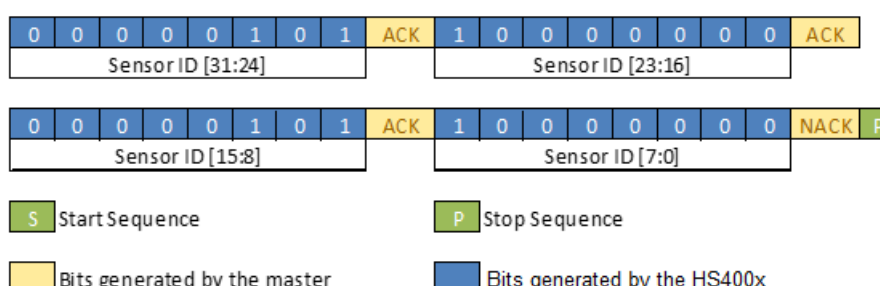 0 0 0 0 0 1 0 1 ACK 1 0 0 0 0 0 0 0 ACK
Sensor ID [31:24] Sensor ID [23:16]
0 0 0 0 0 1 0 1 ACK 1 0 0 0 0 0 0 0 NACK P
Sensor ID [15:8] Sensor ID [7:0]
S Start Sequence P Stop Sequence
Bits generated by the master Bits generated by the HS400x